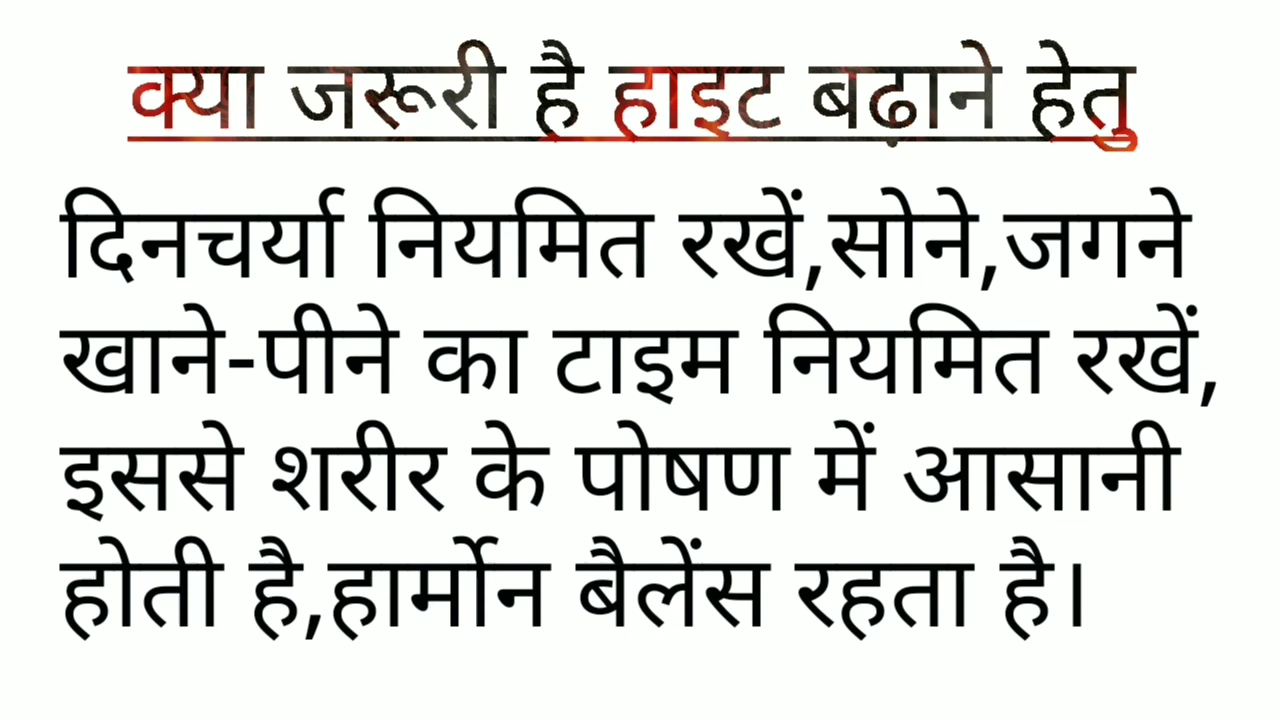 क्या जरूरी है हाइट बढ़ाने हेतु
दिनचर्या नियमित रखें,सोने,जगने
खाने-पीने का टाइम नियमित रखें,
इससे शरीर के पोषण में आसानी
होती है,हार्मोन बैलेंस रहता है।